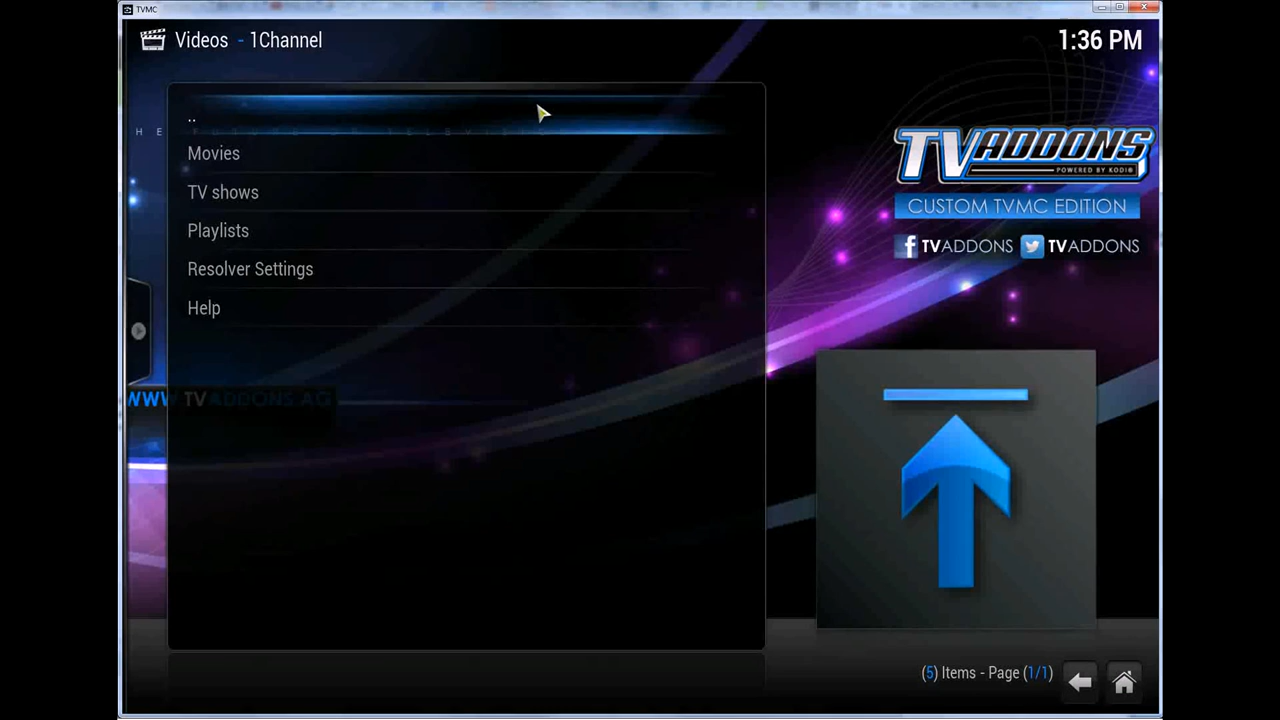 TVMC
Videos - 1Channel
1:36 PM
..
Movies
TV shows
Playlists
Resolver Settings
Help
TVADDONS
POWERED BY KODI®
CUSTOM TVMC EDITION
TVADDONS TVADDONS
WWW.TVADDONS.AG
(5) Items - Page (1/1)